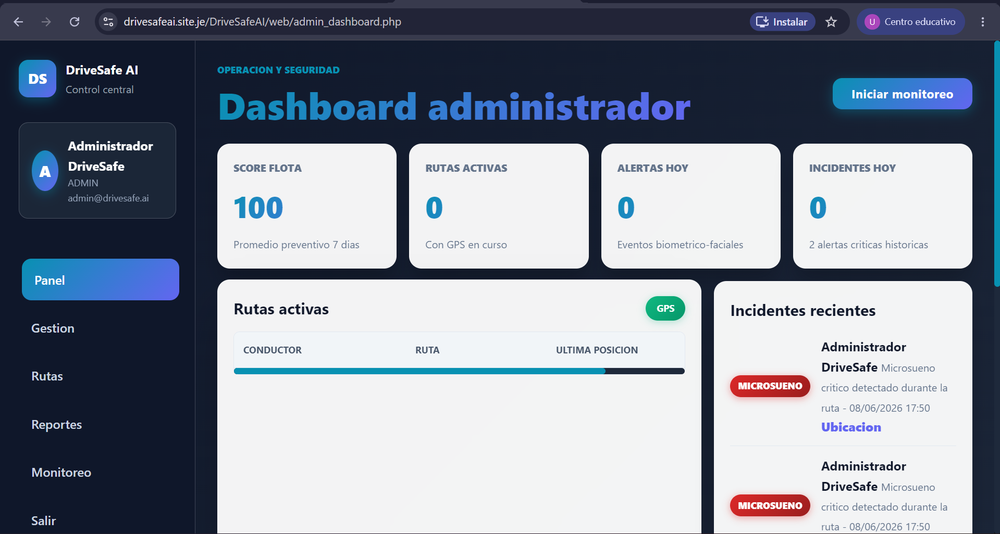 drivesafeai.site.je/DriveSafeAI/web/admin_dashboard.php
Instalar
U
Centro educativo
DS
DriveSafe AI
Control central
A
Administrador
DriveSafe
ADMIN
admin@drivesafe.ai
Panel
Gestion
Rutas
Reportes
Monitoreo
Salir
OPERACION Y SEGURIDAD
Dashboard administrador
Iniciar monitoreo
SCORE FLOTA
100
Promedio preventivo 7 dias
RUTAS ACTIVAS
0
Con GPS en curso
ALERTAS HOY
0
Eventos biometrico-faciales
INCIDENTES HOY
0
2 alertas criticas historicas
Rutas activas
GPS
CONDUCTOR RUTA ULTIMA POSICION
Incidentes recientes
MICROSUENO
Administrador
DriveSafe Microsueno
critico detectado durante la
ruta - 08/06/2026 17:50
Ubicacion
MICROSUENO
Administrador
DriveSafe Microsueno
critico detectado durante la
ruta - 08/06/2026 17:50